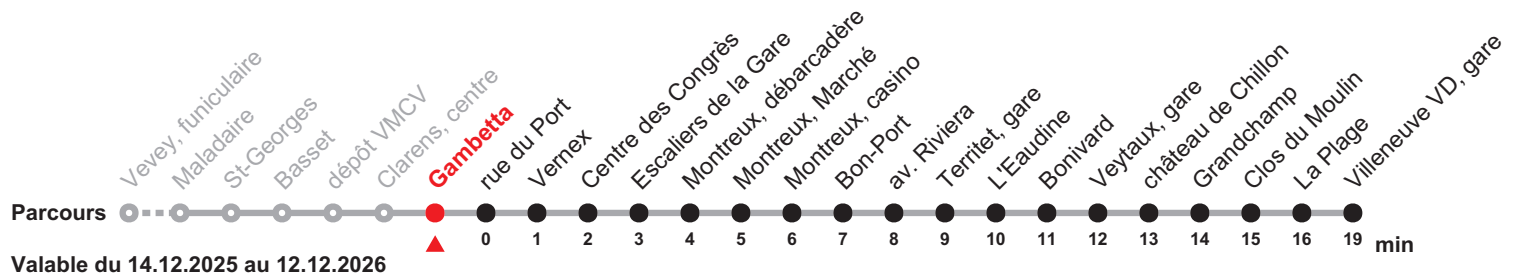 Vevey, funiculaire
Maladaire
St-Georges
Basset
dépôt VMCV
Clarens, centre
Gambetta
rue du Port
Vernex
Centre des Congrès
Escaliers de la Gare
Montreux, débarcadère
Montreux, Marché
Montreux, casino
Bon-Port
av. Riviera
Territet, gare
L'Eaudine
Bonivard
Veytaux, gare
château de Chillon
Grandchamp
Clos du Moulin
La Plage
Villeneuve VD, gare
Parcours
0 1 2 3 4 5 6 7 8 9 10 11 12 13 14 15 16 19 min
Valable du 14.12.2025 au 12.12.2026